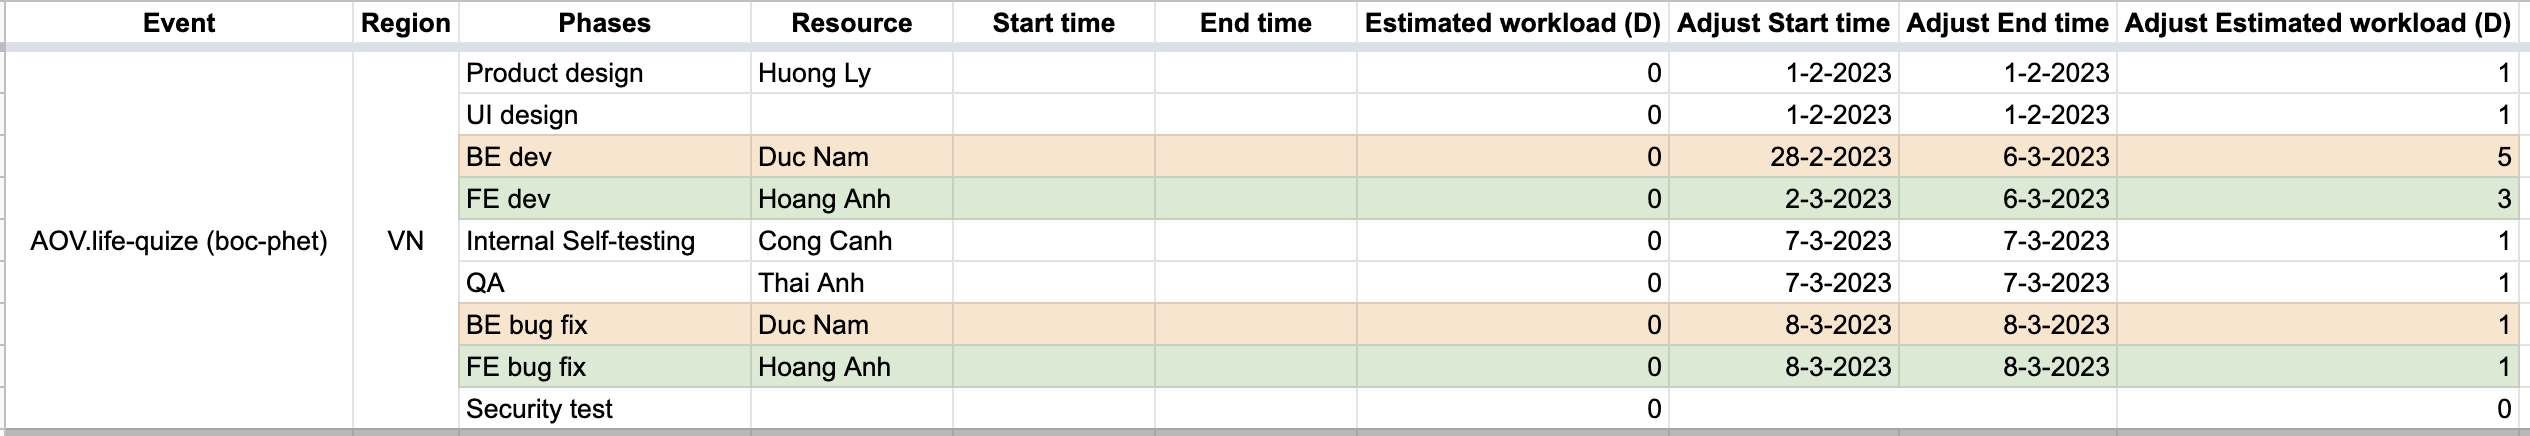 Event Region Phases Resource Start time End time Estimated workload (D) Adjust Start time Adjust End time Adjust Estimated workload (D)
Product design Huong Ly 0 1-2-2023 1-2-2023 1
UI design 0 1-2-2023 1-2-2023 1
BE dev Duc Nam 0 28-2-2023 6-3-2023 5
FE dev Hoang Anh 0 2-3-2023 6-3-2023 3
AOV.life-quize (boc-phet) VN Internal Self-testing Cong Canh 0 7-3-2023 7-3-2023 1
QA Thai Anh 0 7-3-2023 7-3-2023 1
BE bug fix Duc Nam 0 8-3-2023 8-3-2023 1
FE bug fix Hoang Anh 0 8-3-2023 8-3-2023 1
Security test 0 0